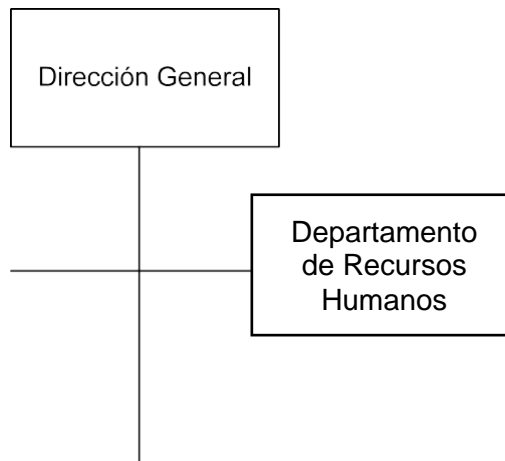 Dirección General
Departamento
de Recursos
Humanos